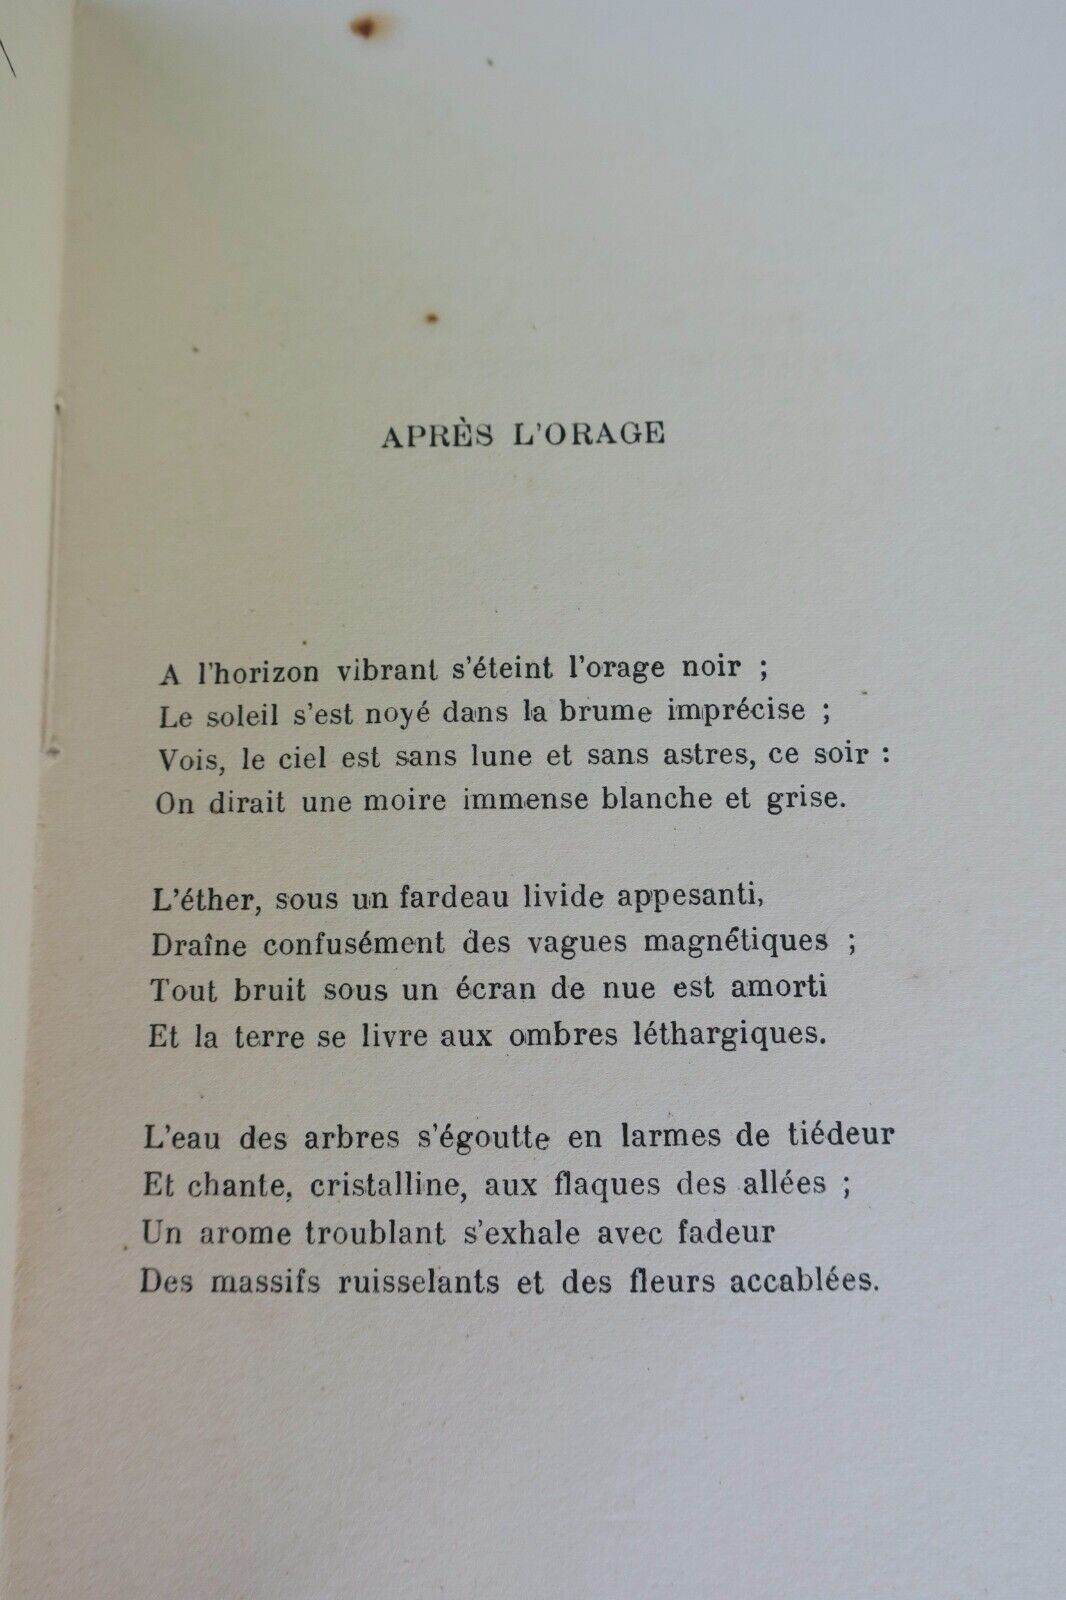 APRÈS L'ORAGE
A l'horizon vibrant s'éteint l'orage noir ;
Le soleil s'est noyé dans la brume imprécise ;
Vois, le ciel est sans lune et sans astres, ce soir :
On dirait une moire immense blanche et grise.
L'éther, sous un fardeau livide appesanti,
Draîne confusément des vagues magnétiques ;
Tout bruit sous un écran de nue est amorti
Et la terre se livre aux ombres léthargiques.
L'eau des arbres s'égoutte en larmes de tiédeur
Et chante, cristalline, aux flaques des allées ;
Un arome troublant s'exhale avec fadeur
Des massifs ruisselants et des fleurs accablées.